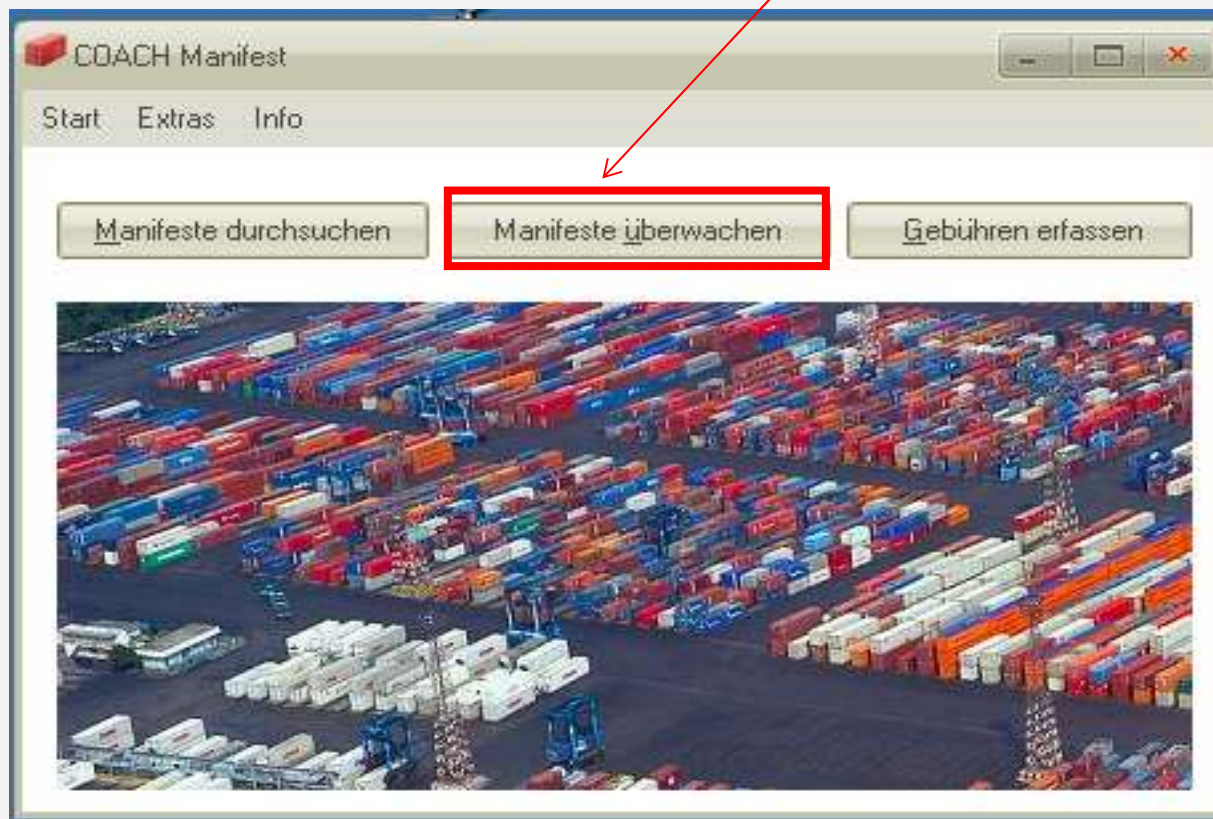 COACH Manifest
Start Extras Info
Manifeste durchsuchen Manifeste überwachen Gebühren erfassen